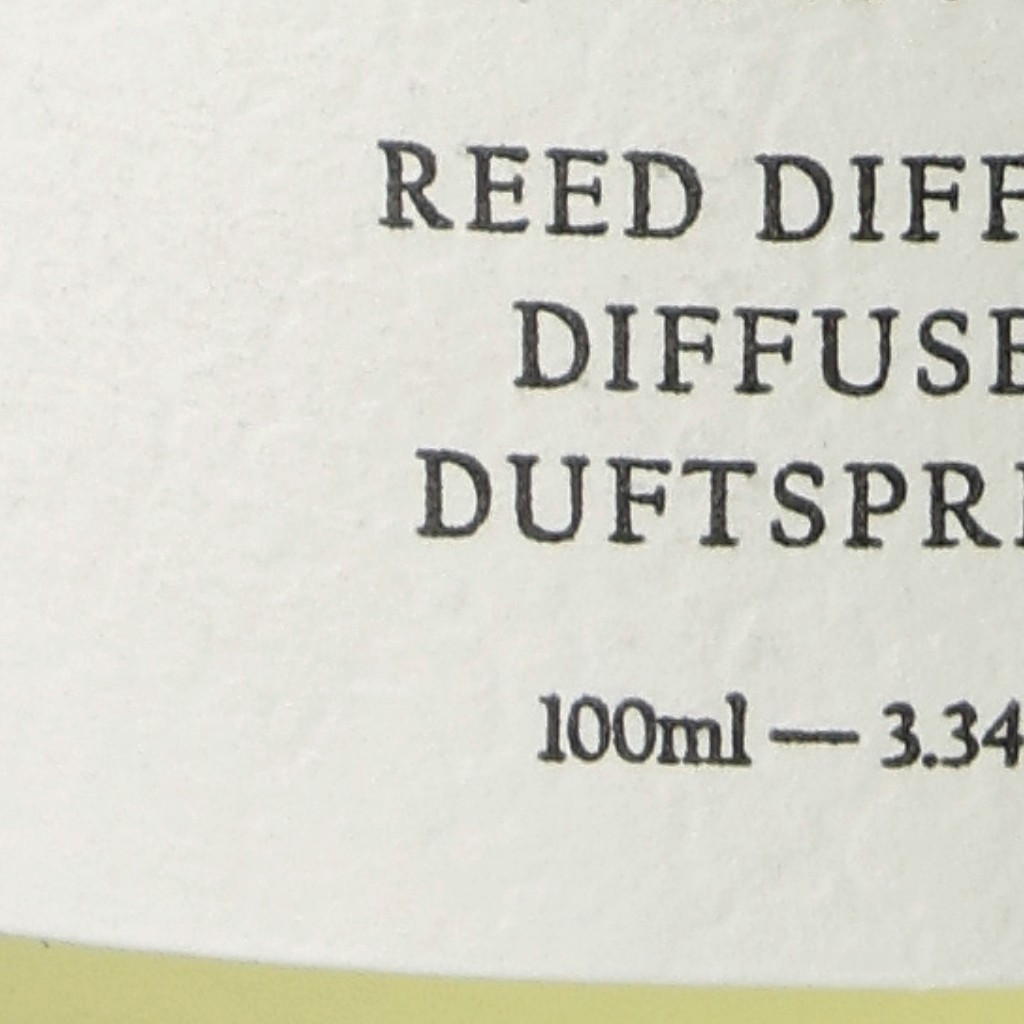 REED DIFF
DIFFUSE
DUFTSPR
100ml — 3.34